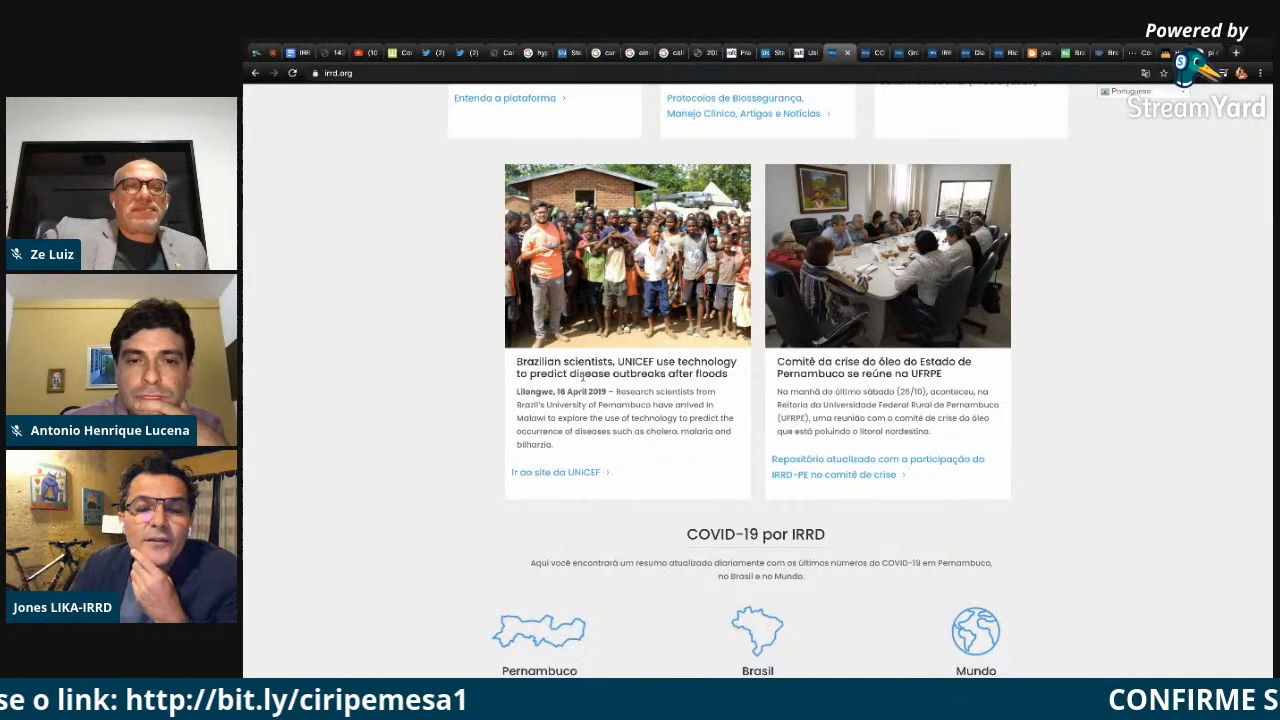 Powered by
StreamYard
irrd.org
Portuguese
Entenda a plataforma
Protocolos de Biossegurança,
Manejo Clínico, Artigos e Notícias
Ze Luiz
Antonio Henrique Lucena
Jones LIKA-IRRD
Brazilian scientists, UNICEF use technology
to predict disease outbreaks after floods
Lilongwe, 16 April 2019 – Research scientists from
Brazil's University of Pernambuco have arrived in
Malawi to explore the use of technology to predict the
occurrence of diseases such as cholera, malaria and
bilharzia.
Ir ao site da UNICEF
Comitê da crise do óleo do Estado de
Pernambuco se reúne na UFRPE
Na manhã do último sábado (26/10), aconteceu, na
Reitoria da Universidade Federal Rural de Pernambuco
(UFRPE), uma reunião com o comitê de crise do óleo
que está poluindo o litoral nordestino.
Repositório atualizado com a participação do
IRRD-PE no comitê de crise
COVID-19 por IRRD
Aqui você encontrará um resumo atualizado diariamente com os últimos números do COVID-19 em Pernambuco,
no Brasil e no Mundo.
Pernambuco
Brasil
Mundo
se o link: http://bit.ly/ciripemesa1
CONFIRME S